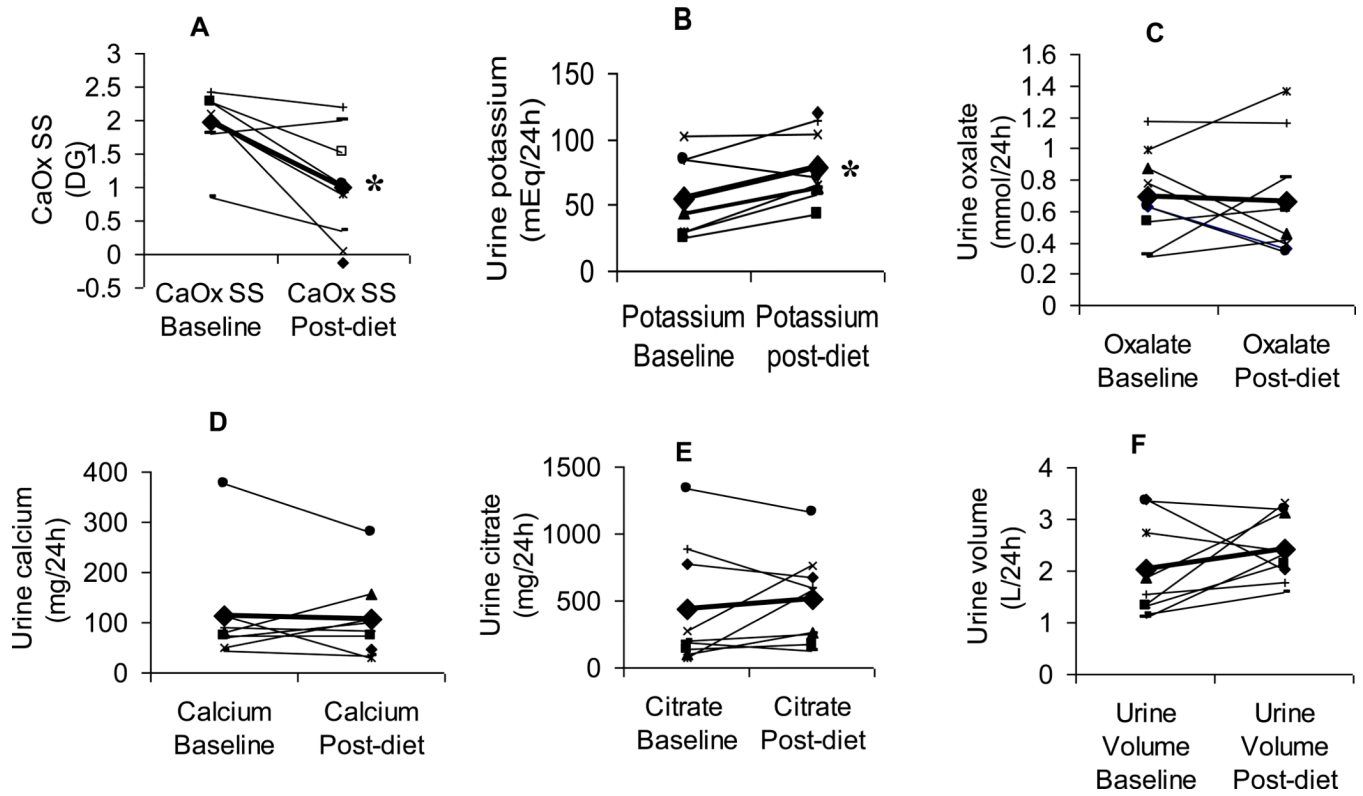 A
CaOx SS
(DG)
3
2.5
2
1.5
1
0.5
0
-0.5
*
CaOx SS
Baseline
CaOx SS
Post-diet
B
Urine potassium
(mEq/24h)
150
100
50
0
*
Potassium
Baseline
Potassium
post-diet
C
Urine oxalate
(mmol/24h)
1.6
1.4
1.2
1
0.8
0.6
0.4
0.2
0
Oxalate
Baseline
Oxalate
Post-diet
D
Urine calcium
(mg/24h)
400
300
200
100
0
Calcium
Baseline
Calcium
Post-diet
E
Urine citrate
(mg/24h)
1500
1000
500
0
Citrate
Baseline
Citrate
Post-diet
F
Urine volume
(L/24h)
4
3
2
1
0
Urine
Volume
Baseline
Urine
Volume
Post-diet